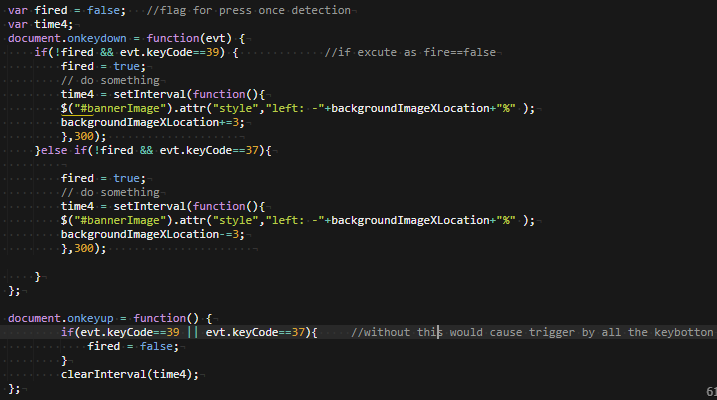 var fired = false;   //flag for press once detection
var time4;
document.onkeydown = function(evt) {
    if(!fired && evt.keyCode==39) {             //if excute as fire==false
        fired = true;
        // do something
        time4 = setInterval(function(){
        $("#bannerImage").attr("style","left: -"+backgroundImageXLocation+"%" );
        backgroundImageXLocation+=3;
        },300);
    }else if(!fired && evt.keyCode==37){
        fired = true;
        // do something
        time4 = setInterval(function(){
        $("#bannerImage").attr("style","left: -"+backgroundImageXLocation+"%" );
        backgroundImageXLocation-=3;
        },300);
    }
};
document.onkeyup = function() {
        if(evt.keyCode==39 || evt.keyCode==37){     //without this would cause trigger by all the keybotton
            fired = false;
        }
        clearInterval(time4);
};
61